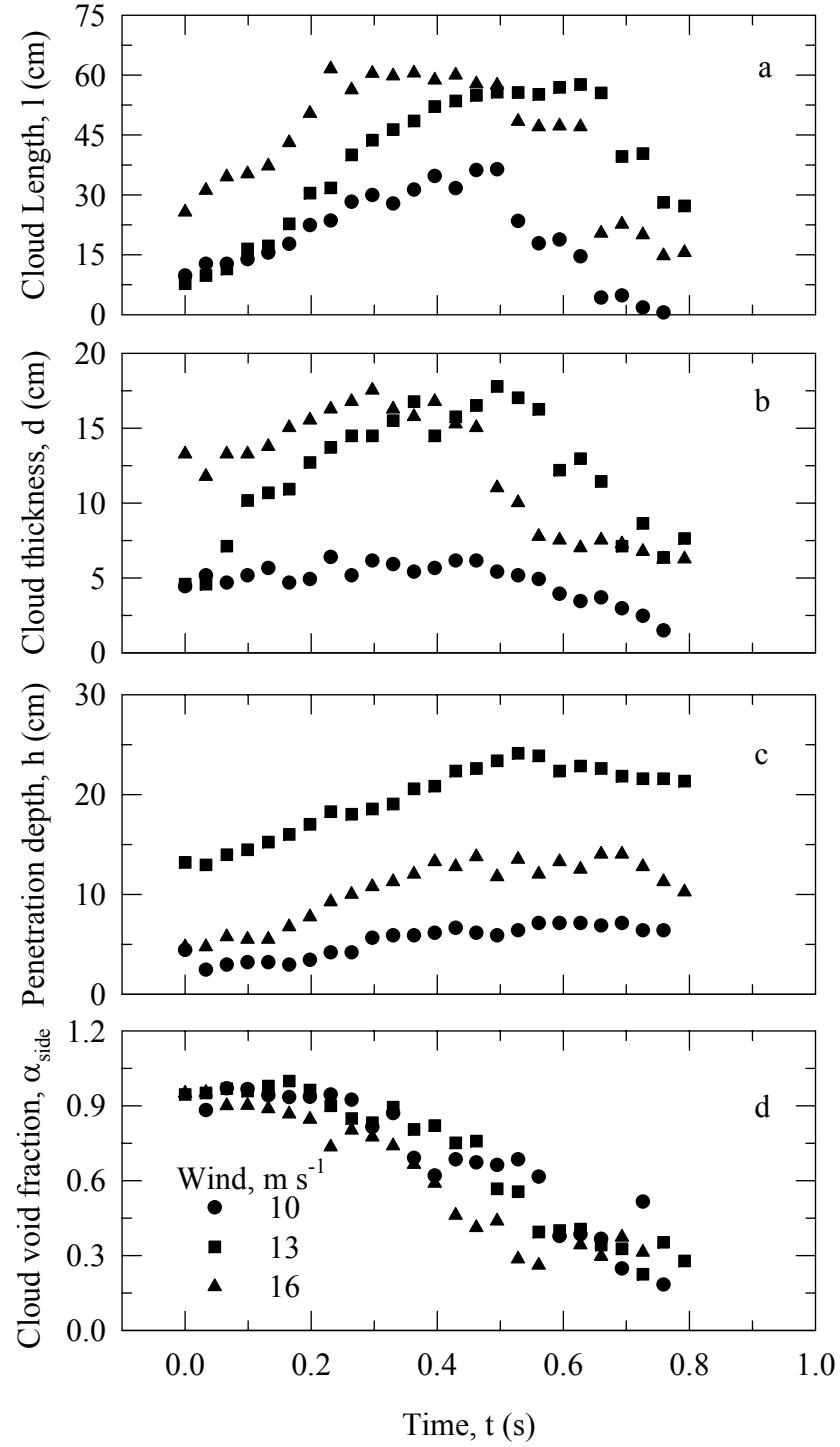 75
60
45
30
15
0
Cloud Length, l (cm)
a
20
15
10
5
0
Cloud thickness, d (cm)
b
30
20
10
0
Penetration depth, h (cm)
c
1.2
0.9
0.6
0.3
0.0
Cloud void fraction, α_side
d
Wind, m s⁻¹
10
13
16
0.0 0.2 0.4 0.6 0.8 1.0
Time, t (s)